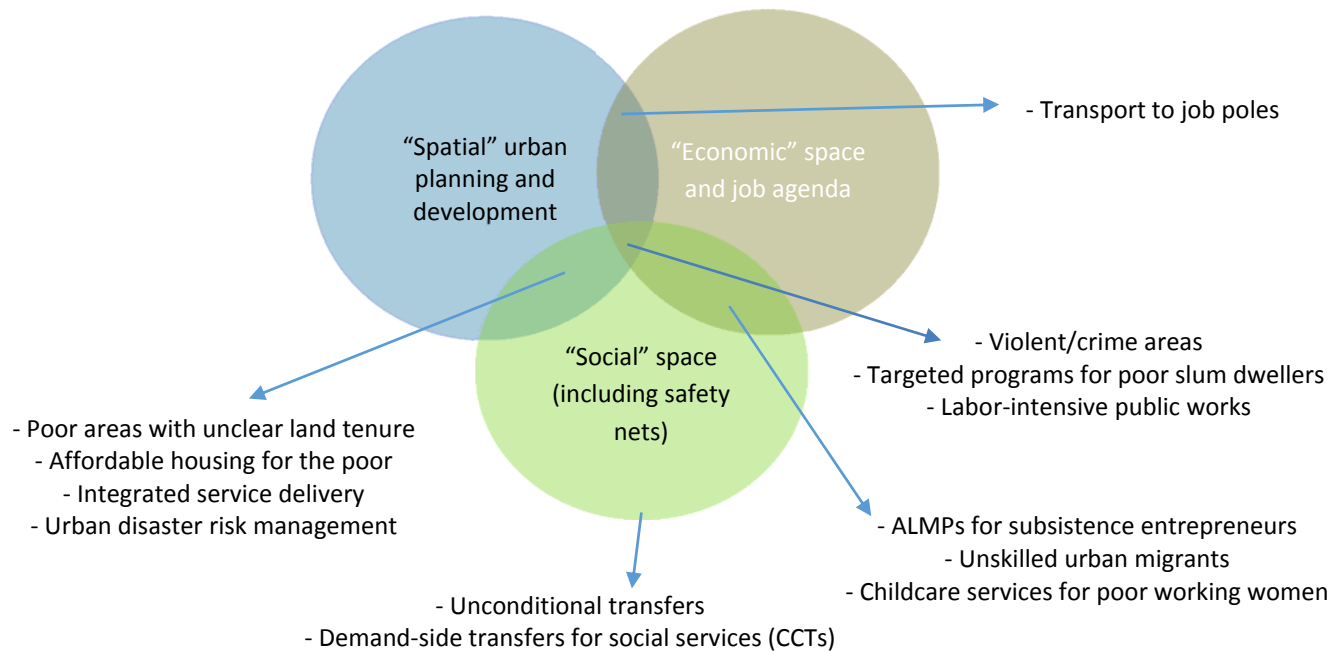 “Spatial” urban
planning and
development
“Economic” space
and job agenda
- Transport to job poles
“Social” space
(including safety
nets)
- Violent/crime areas
- Targeted programs for poor slum dwellers
- Labor-intensive public works
- Poor areas with unclear land tenure
- Affordable housing for the poor
- Integrated service delivery
- Urban disaster risk management
- ALMPs for subsistence entrepreneurs
- Unskilled urban migrants
- Childcare services for poor working women
- Unconditional transfers
- Demand-side transfers for social services (CCTs)